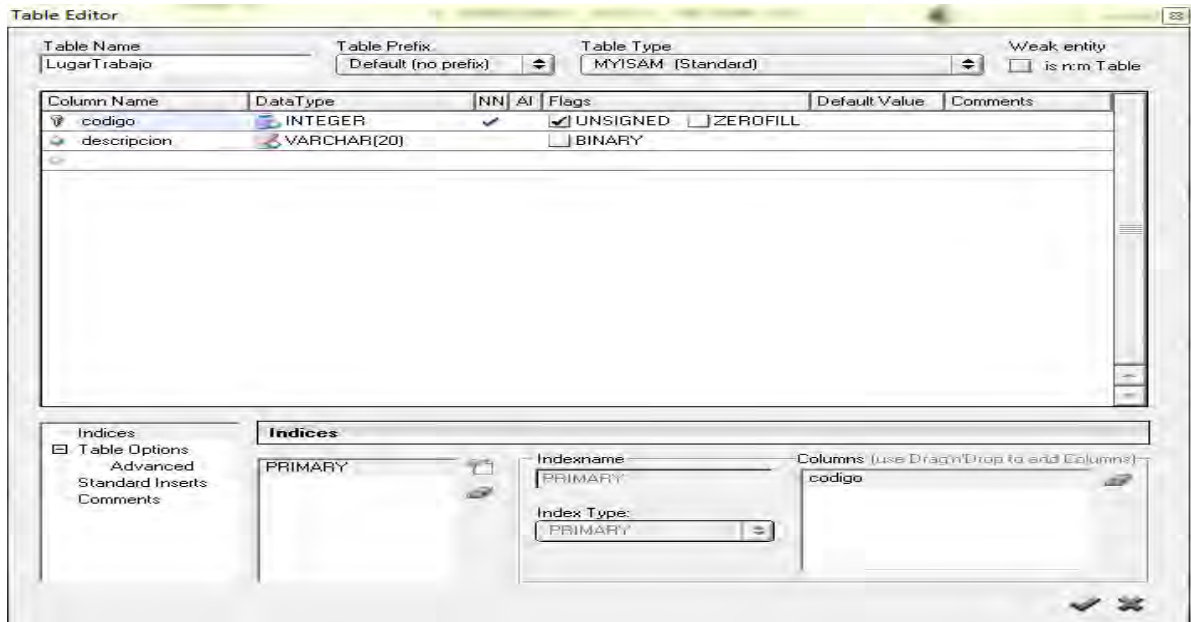 Table Editor
Table Name Table Prefix Table Type Weak entity
LugarTrabajo Default (no prefix) MYISAM (Standard) is n:m Table
Column Name DataType NN AI Flags Default Value Comments
codigo INTEGER UNSIGNED ZEROFILL
descripcion VARCHAR(20) BINARY
Indices Indices
Table Options
Advanced
Standard Inserts
Comments
PRIMARY
Indexname
PRIMARY
Index Type:
PRIMARY
Columns (use Drag'n'Drop to add Columns)
codigo